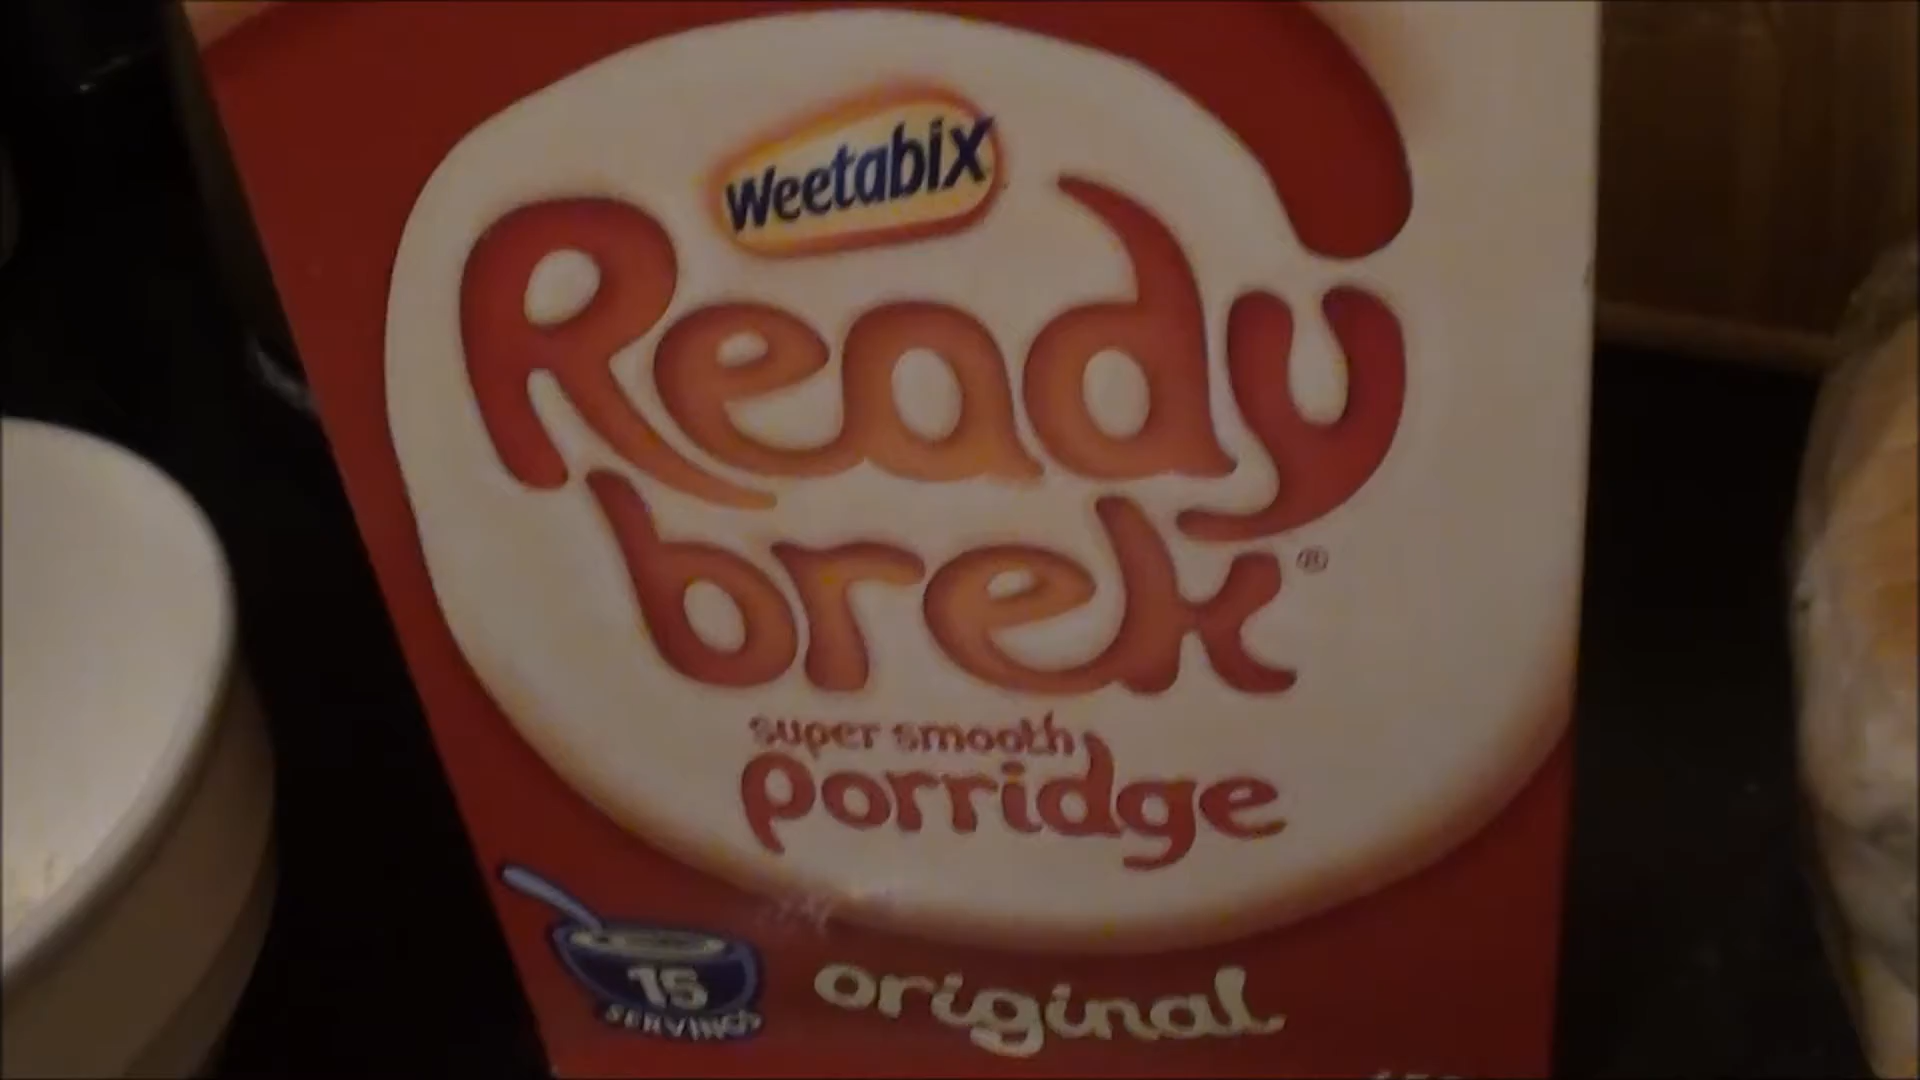 Weetabix
Ready
brek®
super smooth
porridge
15
SERVINGS
original